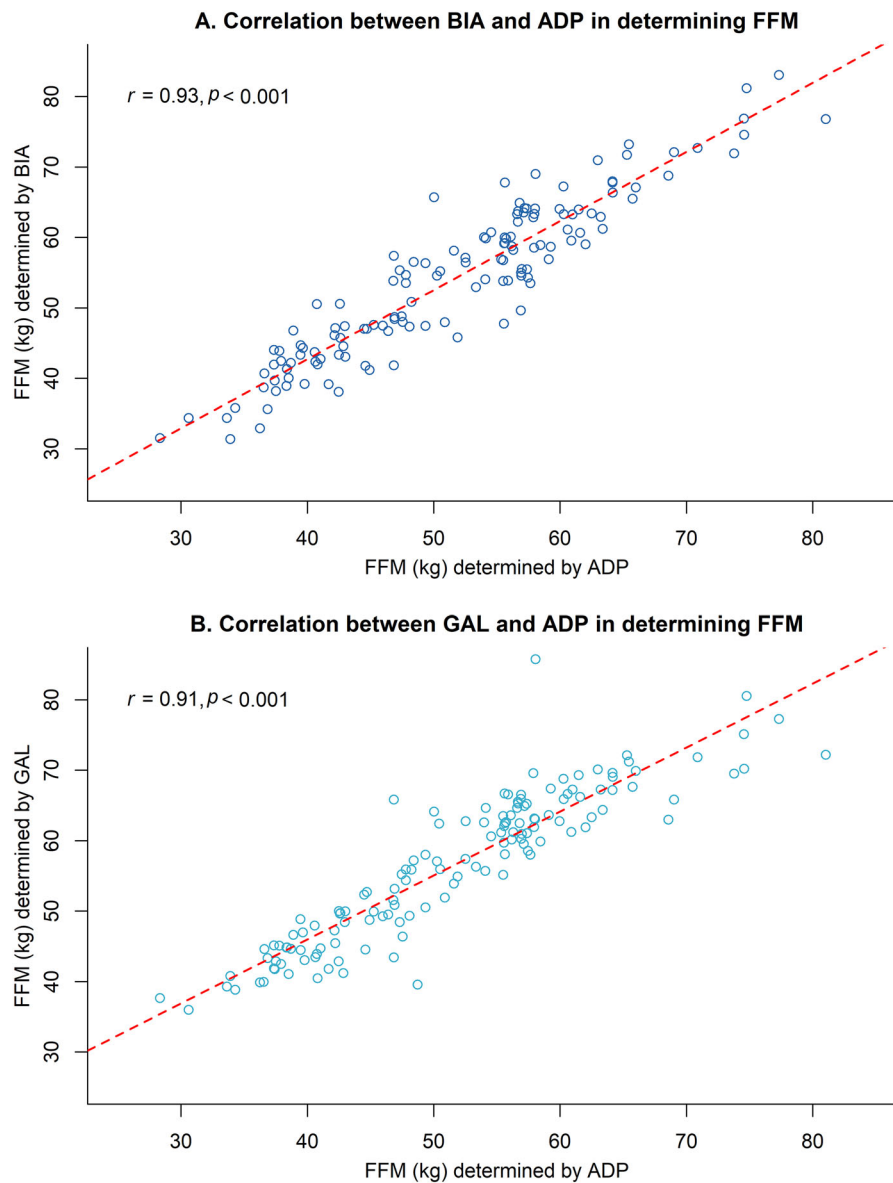 A. Correlation between BIA and ADP in determining FFM
r = 0.93, p < 0.001
80
70
60
50
40
30
FFM (kg) determined by BIA
30 40 50 60 70 80
FFM (kg) determined by ADP
B. Correlation between GAL and ADP in determining FFM
r = 0.91, p < 0.001
80
70
60
50
40
30
FFM (kg) determined by GAL
30 40 50 60 70 80
FFM (kg) determined by ADP